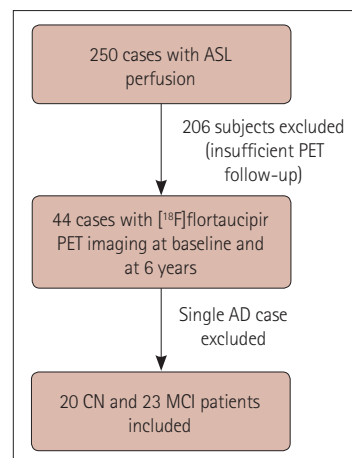 250 cases with ASL
perfusion
206 subjects excluded
(insufficient PET
follow-up)
44 cases with [¹⁸F]flortaucipir
PET imaging at baseline and
at 6 years
Single AD case
excluded
20 CN and 23 MCI patients
included